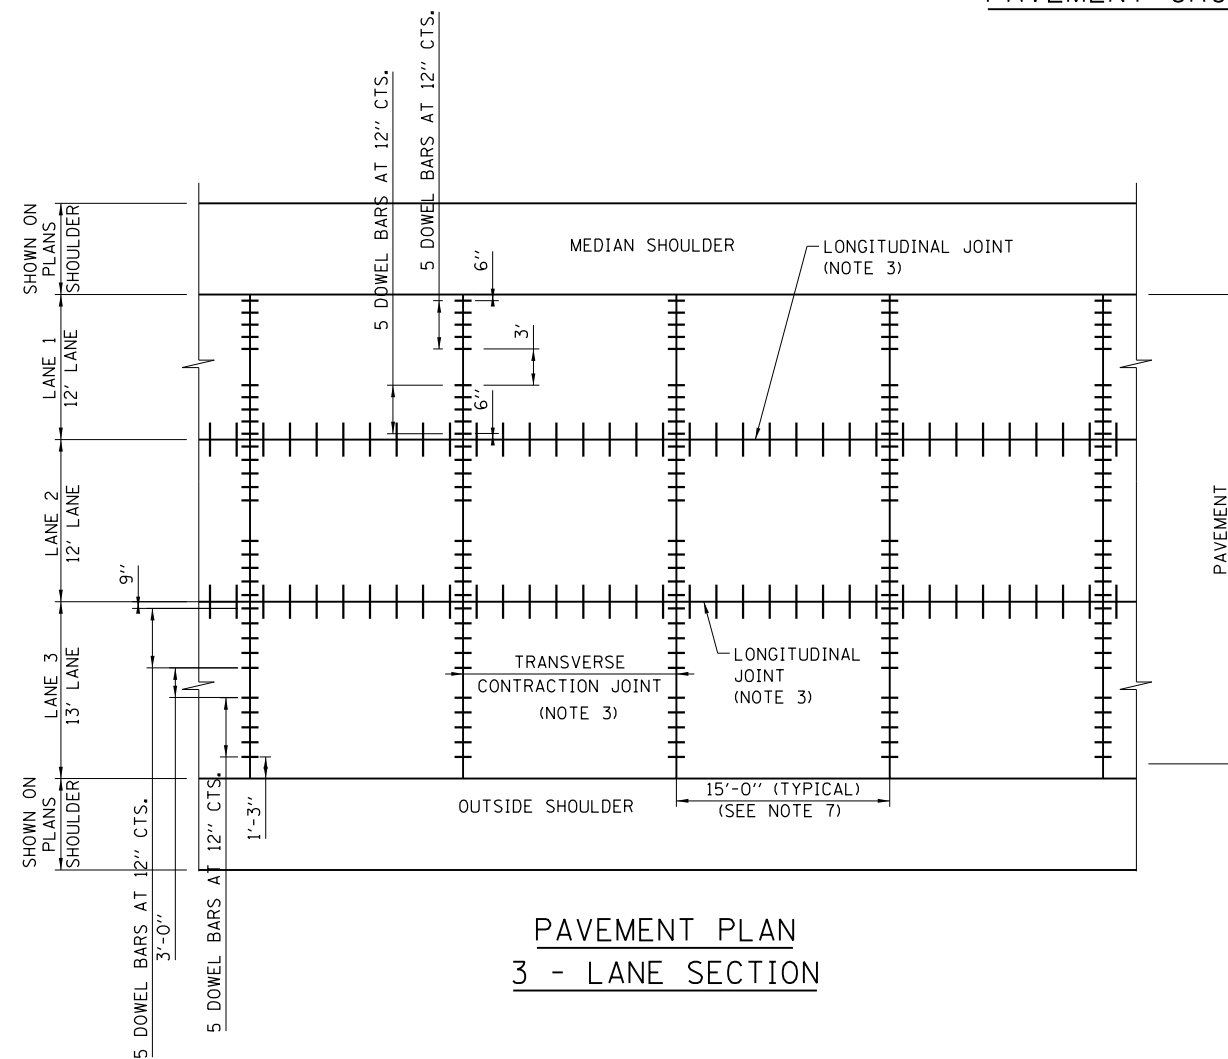 5 DOWEL BARS AT 12" CTS.
5 DOWEL BARS AT 12" CTS.
SHOWN ON
PLANS
SHOULDER
MEDIAN SHOULDER
LONGITUDINAL JOINT
(NOTE 3)
6"
3'
6"
LANE 1
12' LANE
LANE 2
12' LANE
9"
LANE 3
13' LANE
TRANSVERSE
CONTRACTION JOINT
(NOTE 3)
LONGITUDINAL
JOINT
(NOTE 3)
PAVEMENT
SHOWN ON
PLANS
SHOULDER
OUTSIDE SHOULDER
15'-0" (TYPICAL)
(SEE NOTE 7)
1'-3"
5 DOWEL BARS AT 12" CTS.
3'-0"
5 DOWEL BARS AT 12" CTS.
PAVEMENT PLAN
3 - LANE SECTION